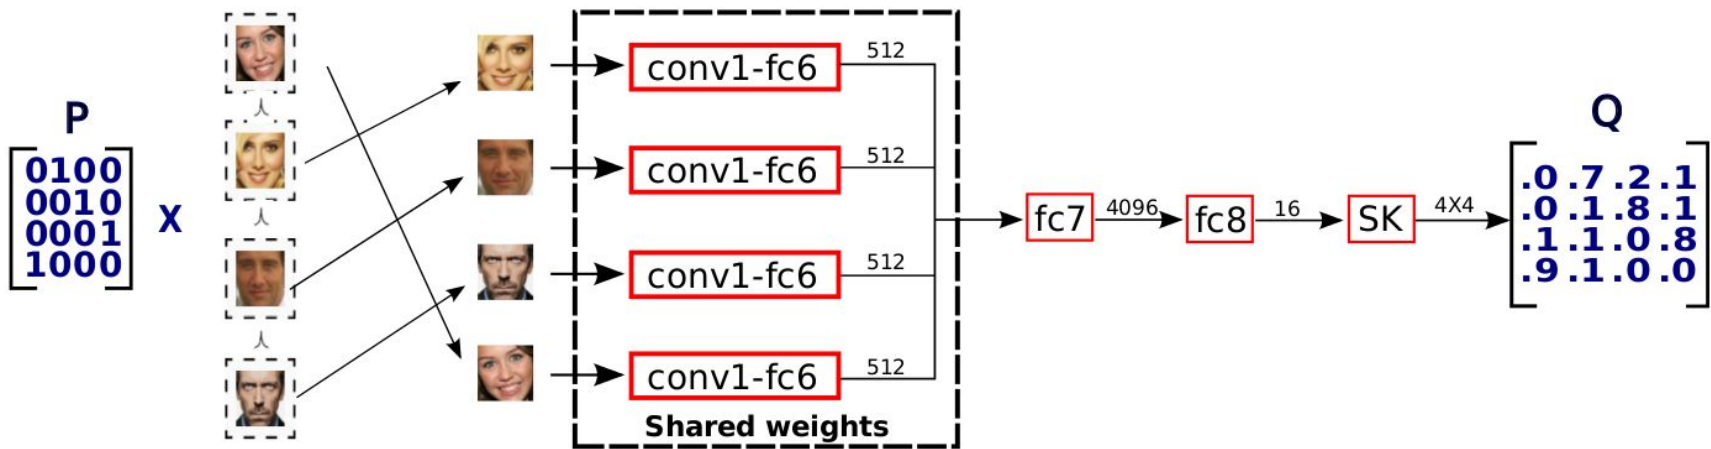 P
0100
0010
0001
1000
X
conv1-fc6
512
conv1-fc6
512
conv1-fc6
512
conv1-fc6
512
Shared weights
fc7
4096
fc8
16
SK
4X4
Q
.0 .7 .2 .1
.0 .1 .8 .1
.1 .1 .0 .8
.9 .1 .0 .0